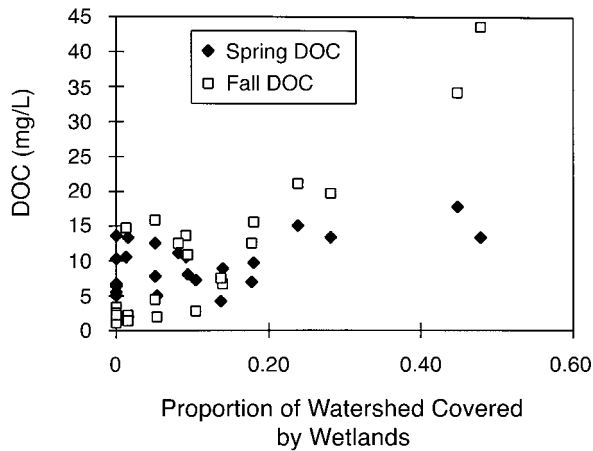 45
40
35
30
25
20
15
10
5
0
DOC (mg/L)
Spring DOC
Fall DOC
0 0.20 0.40 0.60
Proportion of Watershed Covered
by Wetlands